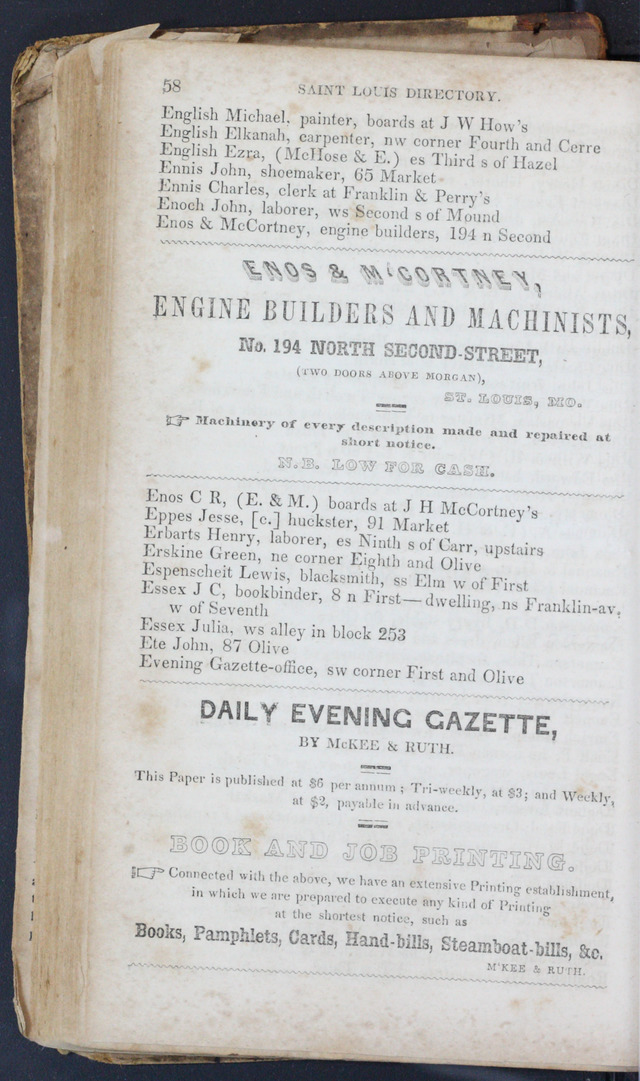 58
SAINT LOUIS DIRECTORY.
English Michael, painter, boards at J W How's
English Elkanah, carpenter, nw corner Fourth and Cerre
English Ezra, (McHose & E.) es Third s of Hazel
Ennis John, shoemaker, 65 Market
Ennis Charles, clerk at Franklin & Perry's
Enoch John, laborer, ws Second s of Mound
Enos & McCortney, engine builders, 194 n Second
ENOS & M'CORTNEY,
ENGINE BUILDERS AND MACHINISTS,
No. 194 NORTH SECOND-STREET,
(TWO DOORS ABOVE MORGAN),
ST. LOUIS, MO.
☞ Machinery of every description made and repaired at
short notice.
N.B. LOW FOR CASH.
Enos C R, (E. & M.) boards at J H McCortney's
Eppes Jesse, [c.] huckster, 91 Market
Erbarts Henry, laborer, es Ninth s of Carr, upstairs
Erskine Green, ne corner Eighth and Olive
Espenscheit Lewis, blacksmith, ss Elm w of First
Essex J C, bookbinder, 8 n First—dwelling, ns Franklin-av,
w of Seventh
Essex Julia, ws alley in block 253
Ete John, 87 Olive
Evening Gazette-office, sw corner First and Olive
DAILY EVENING GAZETTE,
BY McKEE & RUTH.
This Paper is published at $6 per annum; Tri-weekly, at $3; and Weekly,
at $2, payable in advance.
BOOK AND JOB PRINTING.
☞ Connected with the above, we have an extensive Printing establishment,
in which we are prepared to execute any kind of Printing
at the shortest notice, such as
Books, Pamphlets, Cards, Hand-bills, Steamboat-bills, &c.
M'KEE & RUTH.